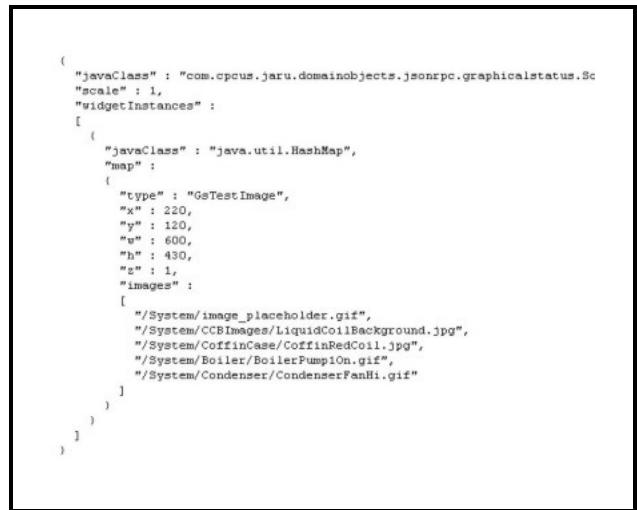 {
"javaClass" : "com.cpcus.jaru.domainobjects.jsonrpc.graphicalstatus.Sc
"scale" : 1,
"widgetInstances" :
[
{
"javaClass" : "java.util.HashMap",
"map" :
{
"type" : "GsTestImage",
"x" : 220,
"y" : 120,
"w" : 600,
"h" : 430,
"z" : 1,
"images" :
[
"/System/image_placeholder.gif",
"/System/CCBImages/LiquidCoilBackground.jpg",
"/System/CoffinCase/CoffinRedCoil.jpg",
"/System/Boiler/BoilerPump1On.gif",
"/System/Condenser/CondenserFanHi.gif"
]
}
}
]
}